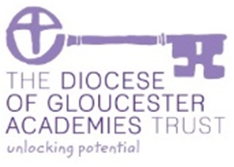 THE DIOCESE
OF GLOUCESTER
ACADEMIES TRUST
unlocking potential